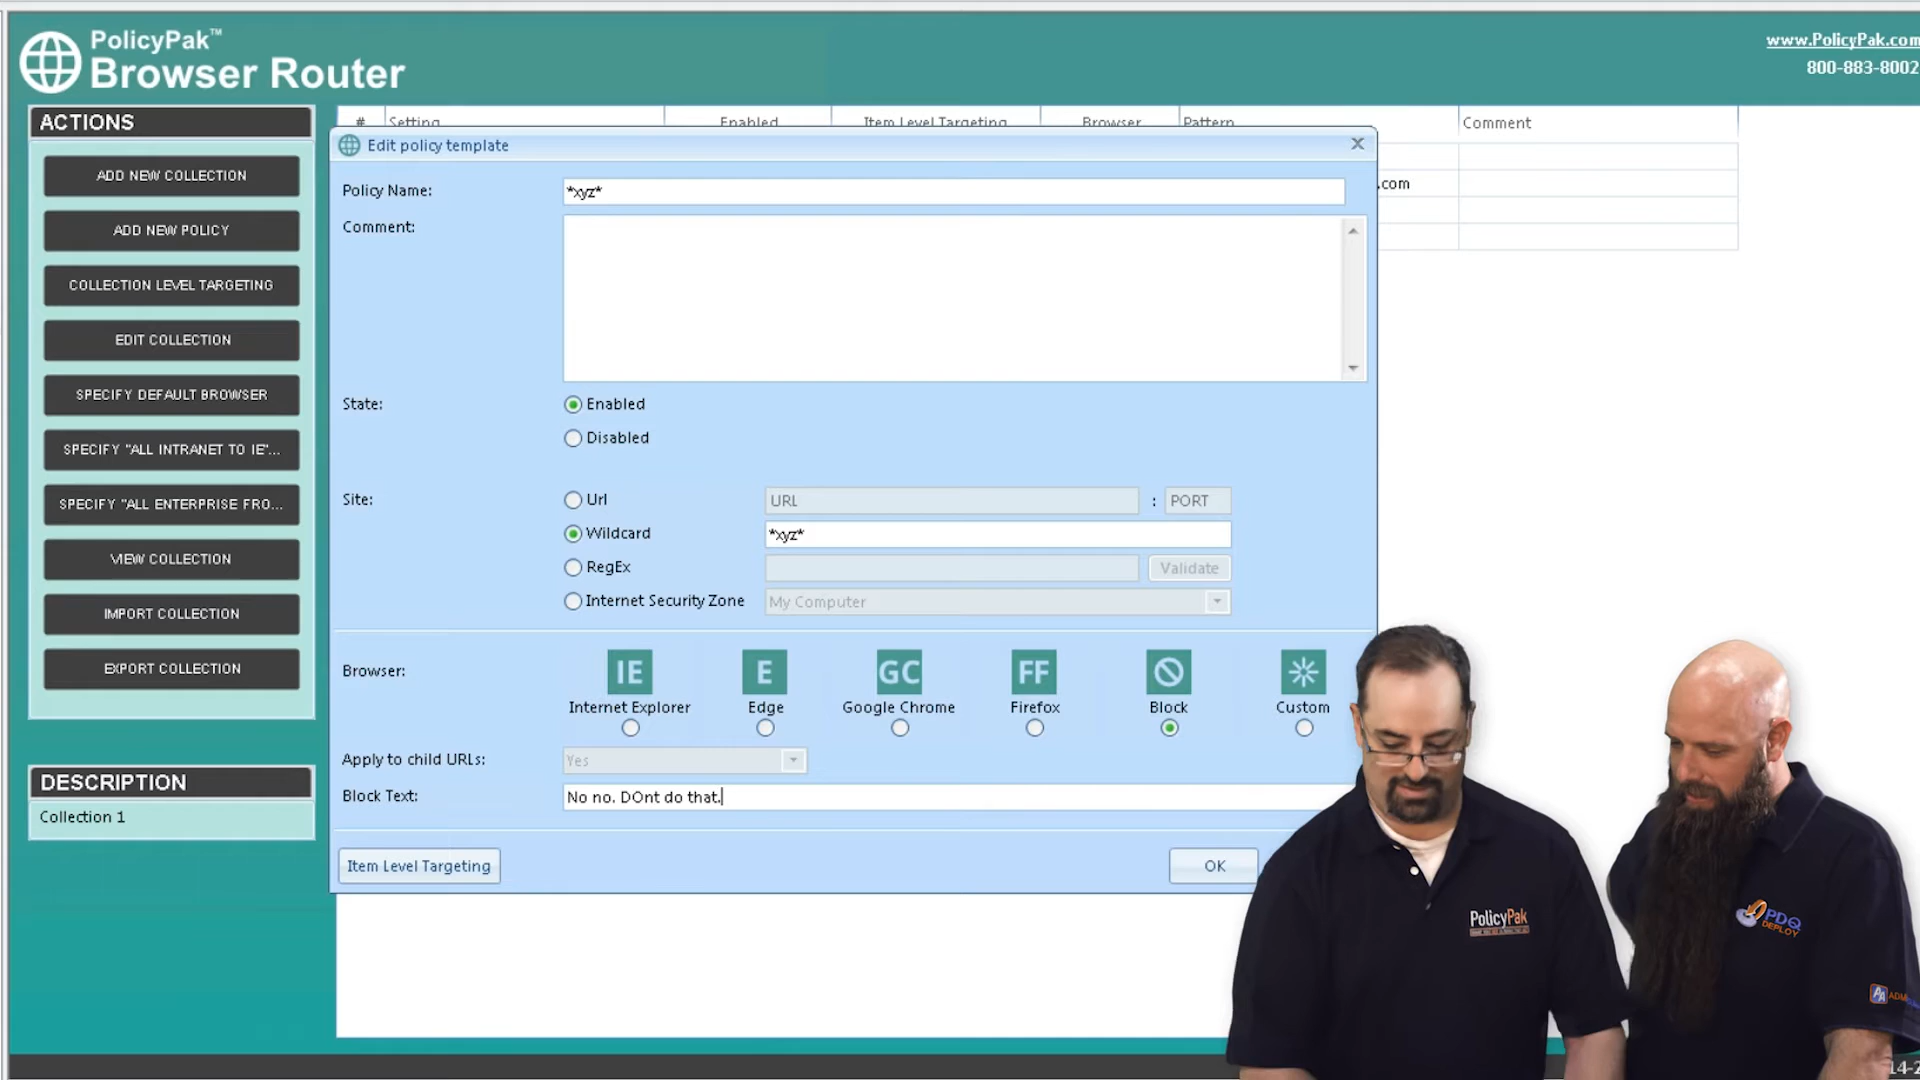 PolicyPak™
Browser Router
www.PolicyPak.com
800-883-8002
ACTIONS
ADD NEW COLLECTION
ADD NEW POLICY
COLLECTION LEVEL TARGETING
EDIT COLLECTION
SPECIFY DEFAULT BROWSER
SPECIFY "ALL INTRANET TO IE"...
SPECIFY "ALL ENTERPRISE FRO...
VIEW COLLECTION
IMPORT COLLECTION
EXPORT COLLECTION
DESCRIPTION
Collection 1
# Setting Enabled Item Level Targeting Browser Pattern Comment
.com
Edit policy template
Policy Name: *xyz*
Comment:
State: Enabled
Disabled
Site: Url URL : PORT
Wildcard *xyz*
RegEx Validate
Internet Security Zone My Computer
Browser: IE E GC FF
Internet Explorer Edge Google Chrome Firefox Block Custom
Apply to child URLs: Yes
Block Text: No no. DOnt do that.
Item Level Targeting OK
PolicyPak
PDQ
DEPLOY